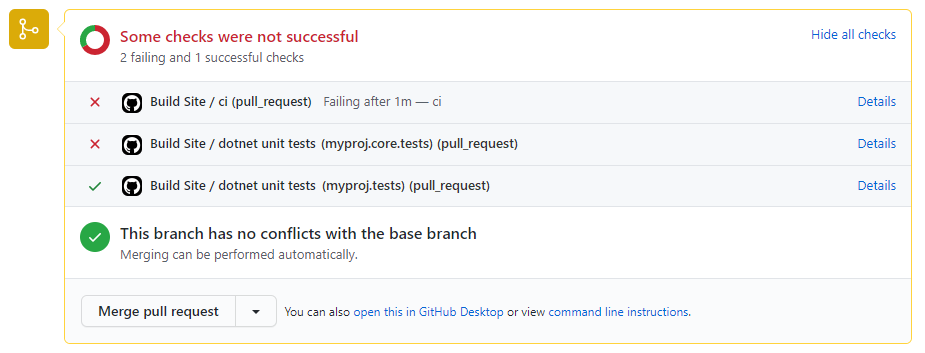 Some checks were not successful
Hide all checks
2 failing and 1 successful checks
Build Site / ci (pull_request) Failing after 1m — ci
Details
Build Site / dotnet unit tests (myproj.core.tests) (pull_request)
Details
Build Site / dotnet unit tests (myproj.tests) (pull_request)
Details
This branch has no conflicts with the base branch
Merging can be performed automatically.
Merge pull request
You can also open this in GitHub Desktop or view command line instructions.